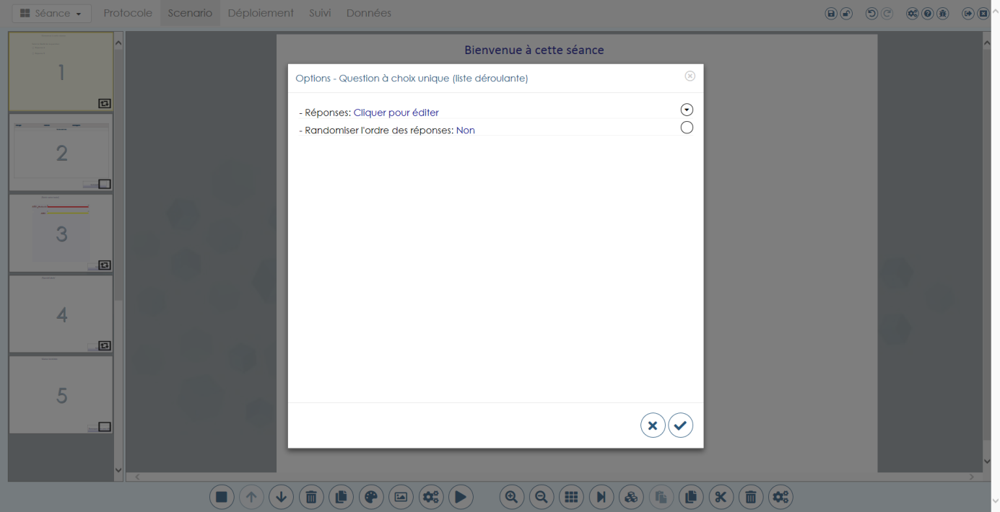 Séance Protocole Scenario Déploiement Suivi Données
Bienvenue à cette séance
Options - Question à choix unique (liste déroulante)
- Réponses: Cliquer pour éditer
- Randomiser l'ordre des réponses: Non
1
2
3
4
5